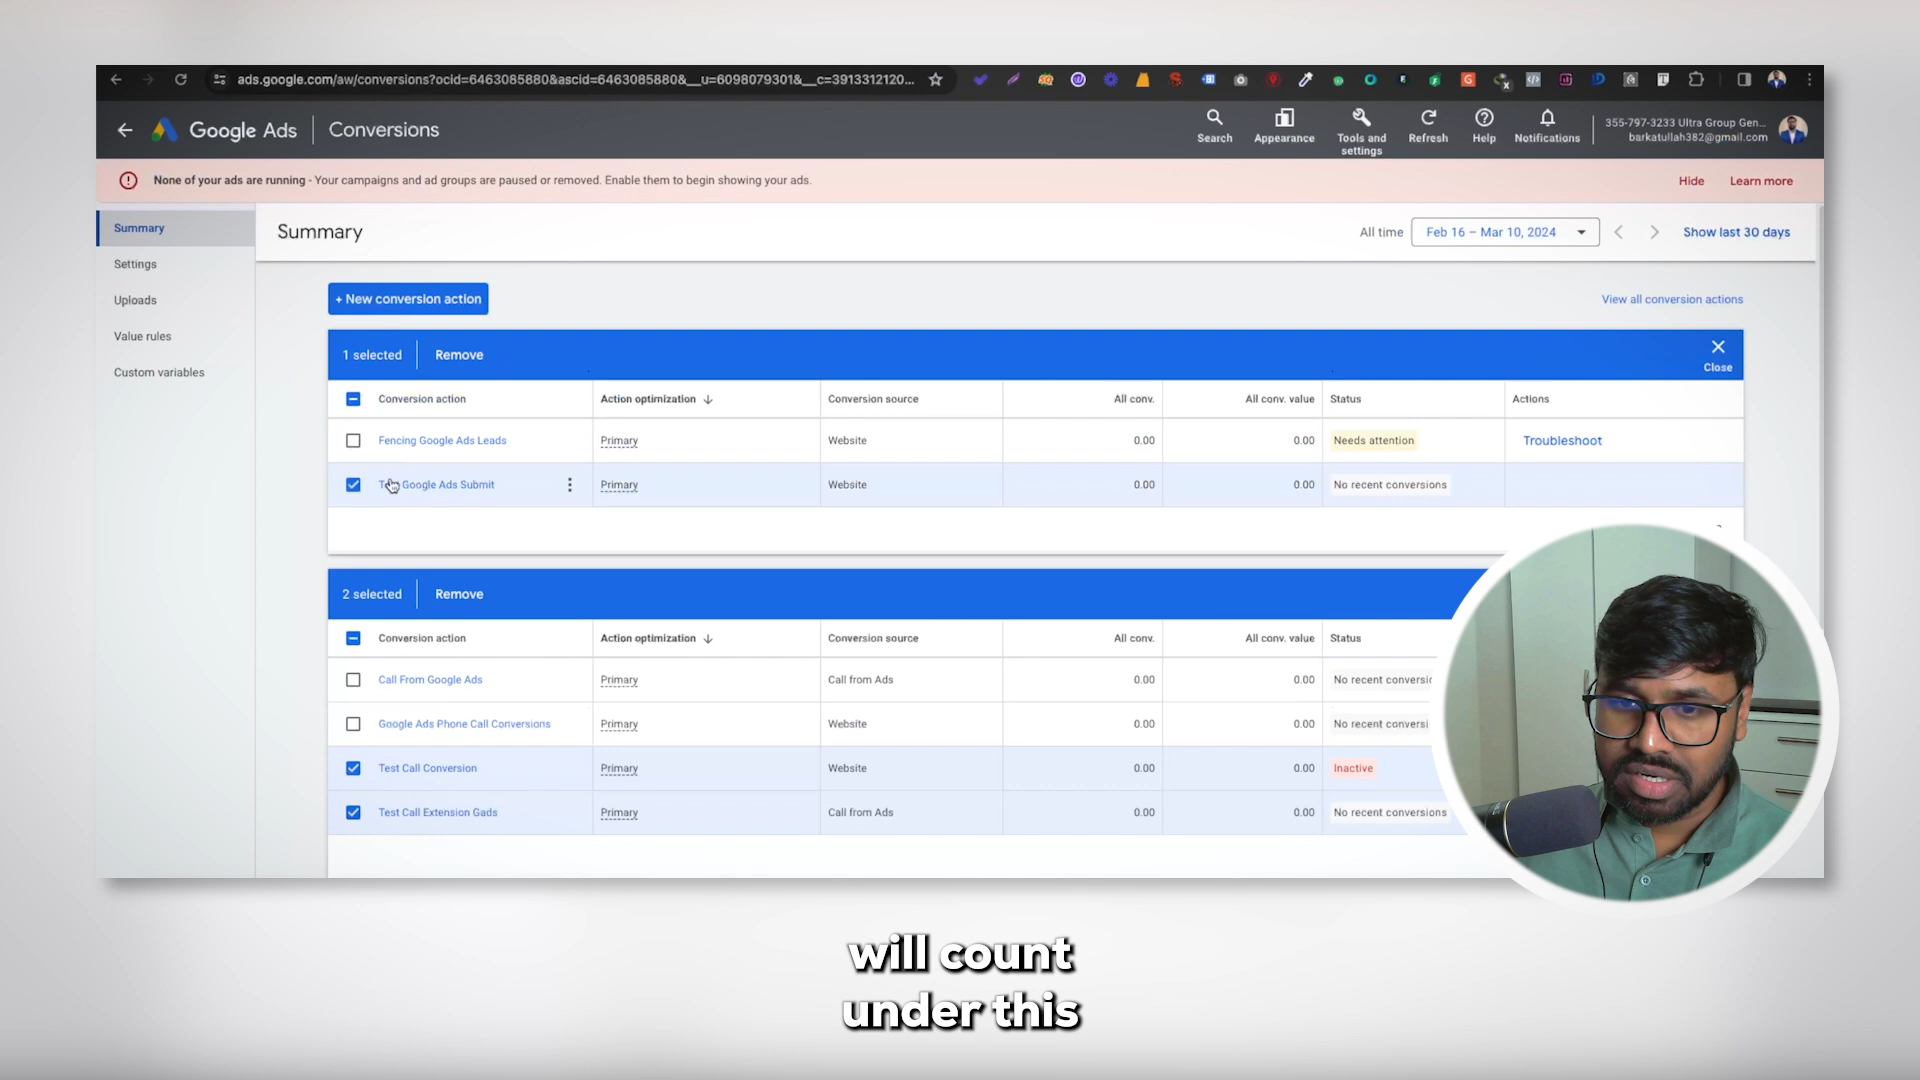 ads.google.com/aw/conversions?ocid=6463085880&ascid=6463085880&__u=6098079301&__c=3913312120...
Google Ads
Conversions
Search
Appearance
Tools and
settings
Refresh
Help
Notifications
355-797-3233 Ultra Group Gen...
barkatullah382@gmail.com
None of your ads are running - Your campaigns and ad groups are paused or removed. Enable them to begin showing your ads.
Hide
Learn more
Summary
Settings
Uploads
Value rules
Custom variables
Summary
All time
Feb 16 – Mar 10, 2024
Show last 30 days
+ New conversion action
View all conversion actions
1 selected
Remove
Close
Conversion action
Action optimization
Conversion source
All conv.
All conv. value
Status
Actions
Fencing Google Ads Leads
Primary
Website
0.00
0.00
Needs attention
Troubleshoot
Google Ads Submit
Primary
Website
0.00
0.00
No recent conversions
2 selected
Remove
Conversion action
Action optimization
Conversion source
All conv.
All conv. value
Status
Call From Google Ads
Primary
Call from Ads
0.00
0.00
No recent conversi
Google Ads Phone Call Conversions
Primary
Website
0.00
0.00
No recent conversi
Test Call Conversion
Primary
Website
0.00
0.00
Inactive
Test Call Extension Gads
Primary
Call from Ads
0.00
0.00
No recent conversions
will count
under this